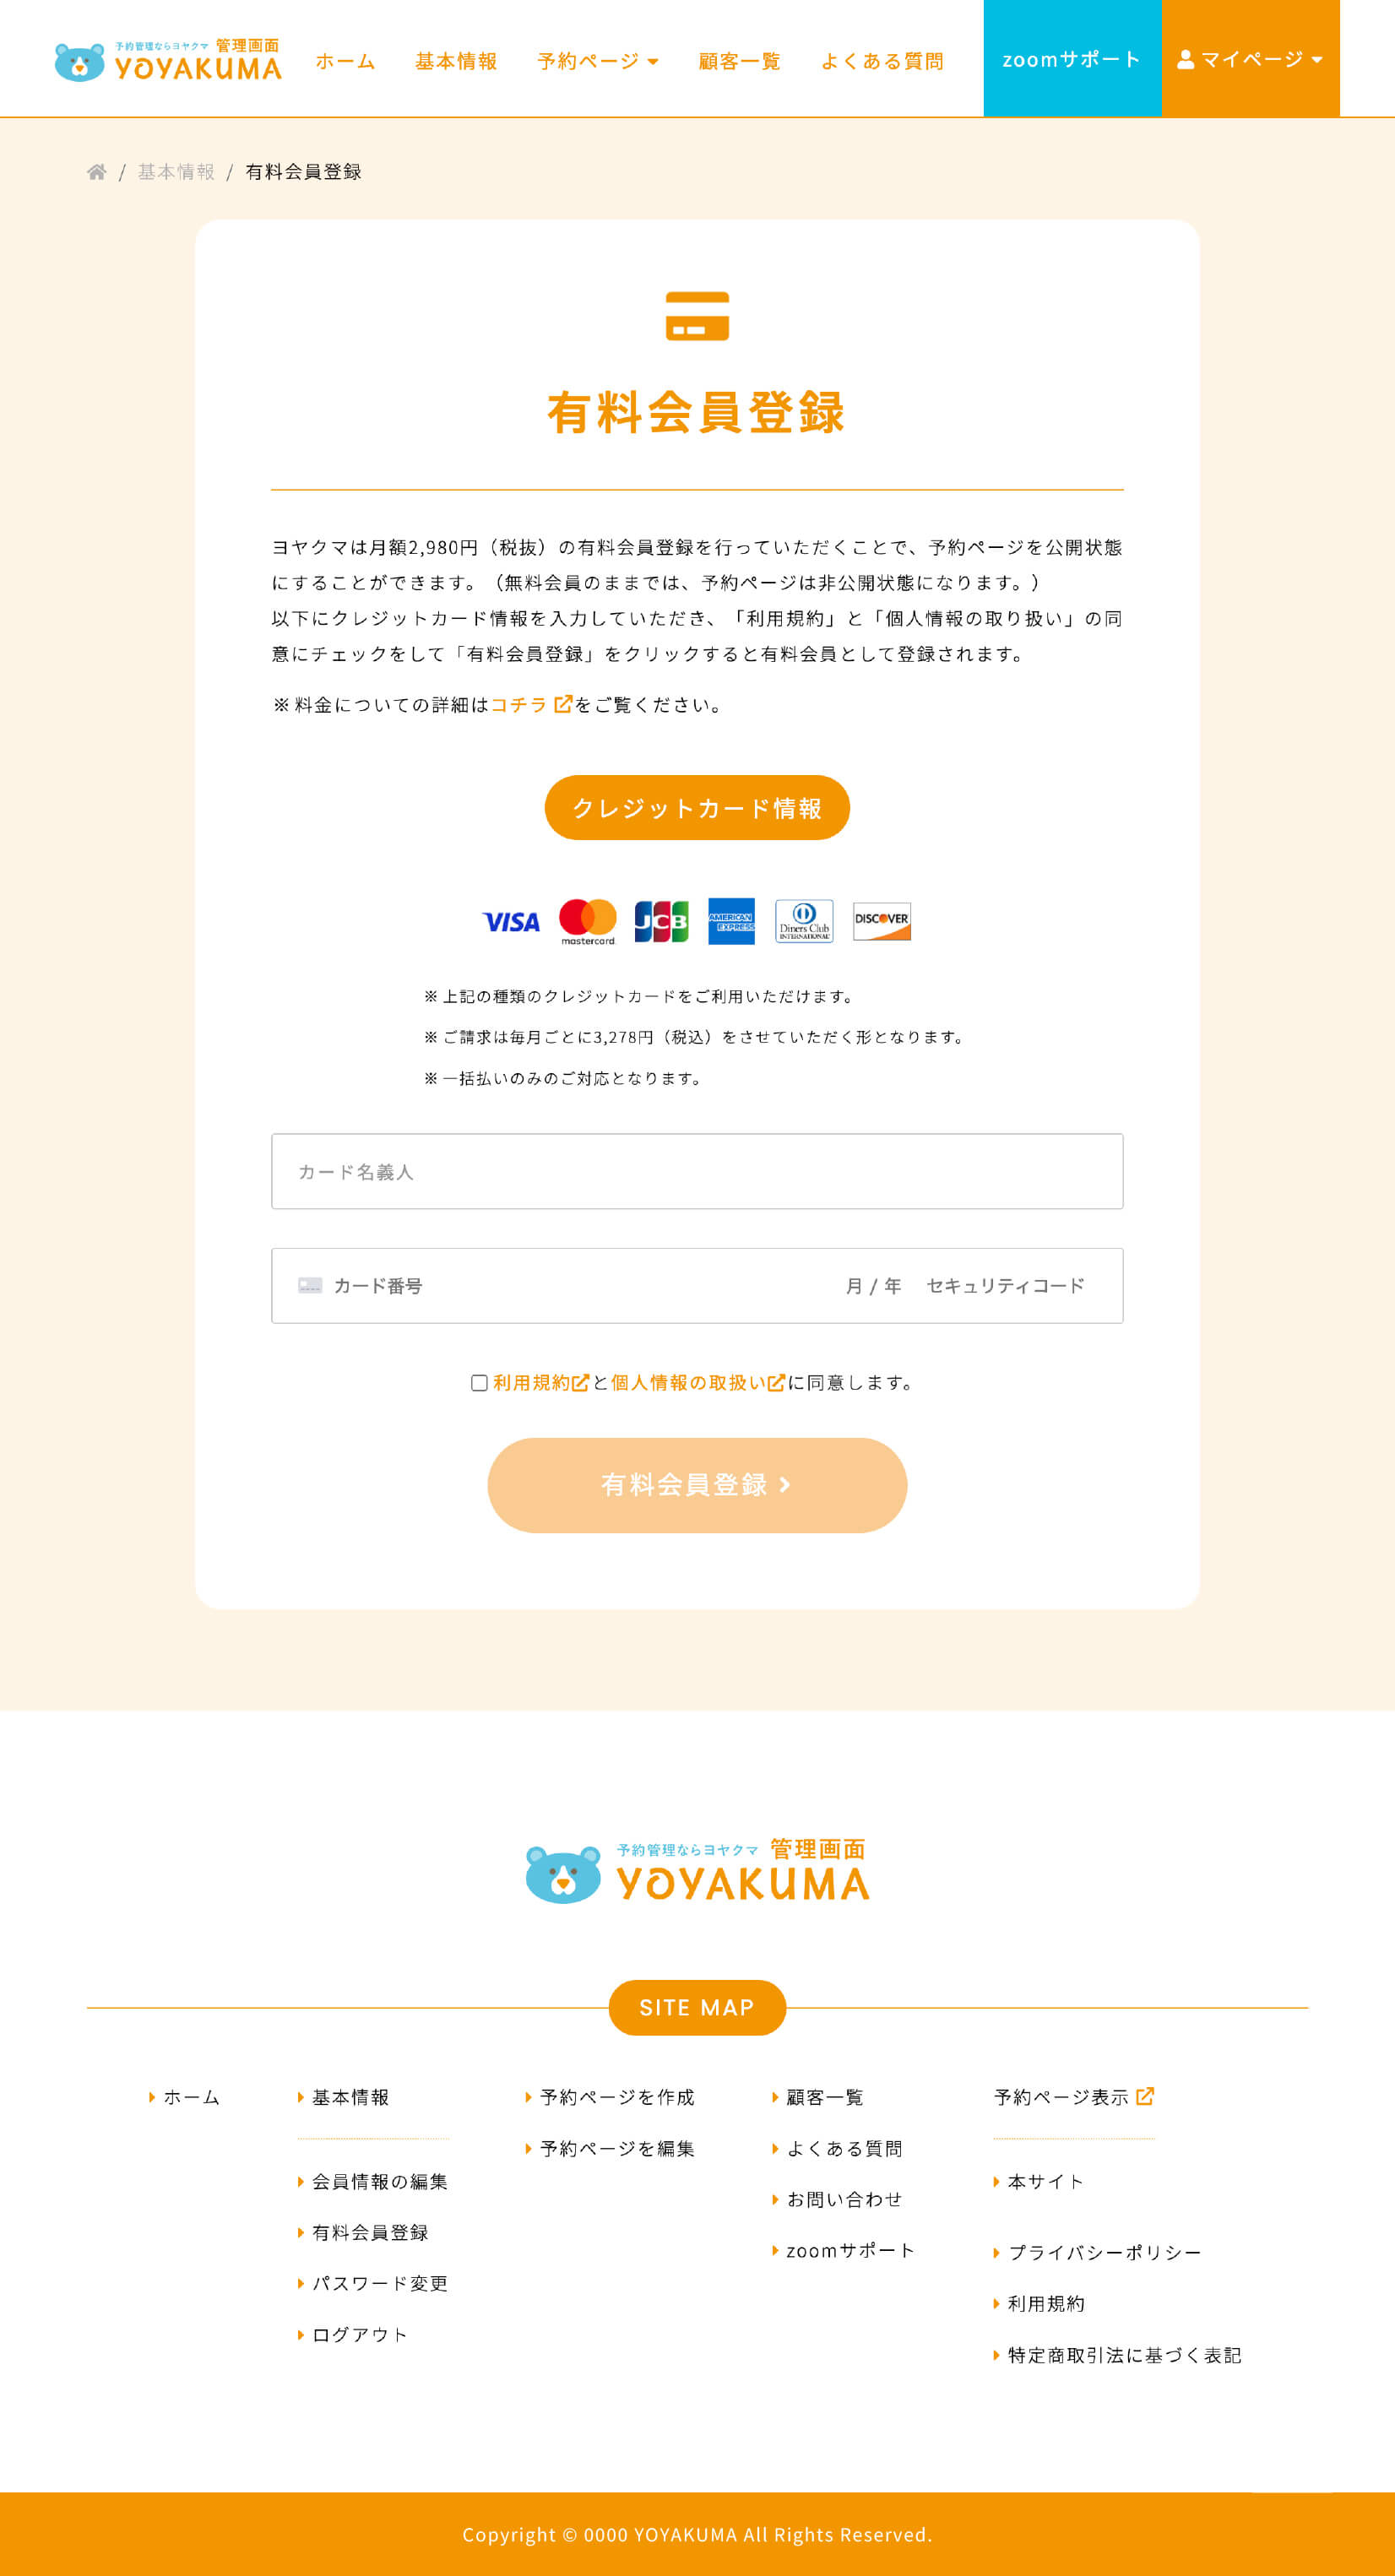 予約管理ならヨヤクマ 管理画面
YOYAKUMA
ホーム 基本情報 予約ページ 顧客一覧 よくある質問 zoomサポート マイページ
/ 基本情報 / 有料会員登録
有料会員登録
ヨヤクマは月額2,980円（税抜）の有料会員登録を行っていただくことで、予約ページを公開状態
にすることができます。（無料会員のままでは、予約ページは非公開状態になります。）
以下にクレジットカード情報を入力していただき、「利用規約」と「個人情報の取り扱い」の同
意にチェックをして「有料会員登録」をクリックすると有料会員として登録されます。
※ 料金についての詳細はコチラをご覧ください。
クレジットカード情報
VISA mastercard JCB AMERICAN EXPRESS Diners Club INTERNATIONAL DISCOVER
※ 上記の種類のクレジットカードをご利用いただけます。
※ ご請求は毎月ごとに3,278円（税込）をさせていただく形となります。
※ 一括払いのみのご対応となります。
カード名義人
カード番号 月 / 年 セキュリティコード
利用規約と個人情報の取扱いに同意します。
有料会員登録
予約管理ならヨヤクマ 管理画面
YOYAKUMA
SITE MAP
ホーム
基本情報
会員情報の編集
有料会員登録
パスワード変更
ログアウト
予約ページを作成
予約ページを編集
顧客一覧
よくある質問
お問い合わせ
zoomサポート
予約ページ表示
本サイト
プライバシーポリシー
利用規約
特定商取引法に基づく表記
Copyright © 0000 YOYAKUMA All Rights Reserved.